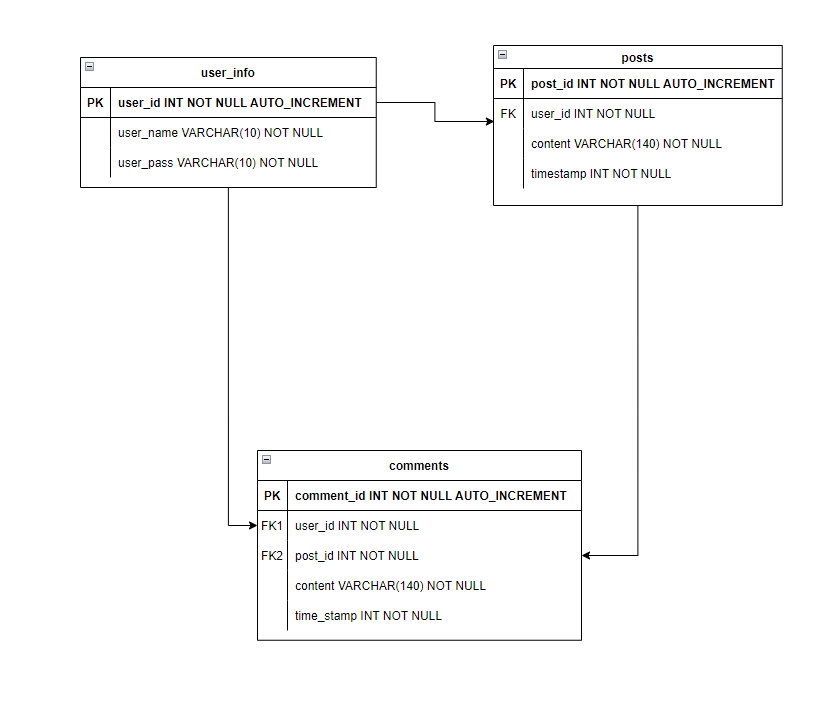 user_info
PK user_id INT NOT NULL AUTO_INCREMENT
user_name VARCHAR(10) NOT NULL
user_pass VARCHAR(10) NOT NULL
posts
PK post_id INT NOT NULL AUTO_INCREMENT
FK user_id INT NOT NULL
content VARCHAR(140) NOT NULL
timestamp INT NOT NULL
comments
PK comment_id INT NOT NULL AUTO_INCREMENT
FK1 user_id INT NOT NULL
FK2 post_id INT NOT NULL
content VARCHAR(140) NOT NULL
time_stamp INT NOT NULL